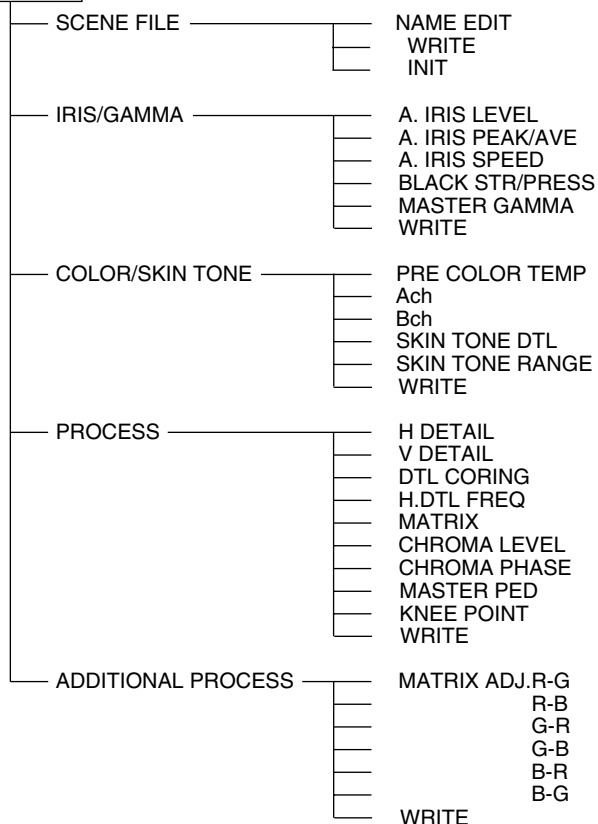 SCENE FILE NAME EDIT
WRITE
INIT
IRIS/GAMMA A. IRIS LEVEL
A. IRIS PEAK/AVE
A. IRIS SPEED
BLACK STR/PRESS
MASTER GAMMA
WRITE
COLOR/SKIN TONE PRE COLOR TEMP
Ach
Bch
SKIN TONE DTL
SKIN TONE RANGE
WRITE
PROCESS H DETAIL
V DETAIL
DTL CORING
H.DTL FREQ
MATRIX
CHROMA LEVEL
CHROMA PHASE
MASTER PED
KNEE POINT
WRITE
ADDITIONAL PROCESS MATRIX ADJ.R-G
R-B
G-R
G-B
B-R
B-G
WRITE